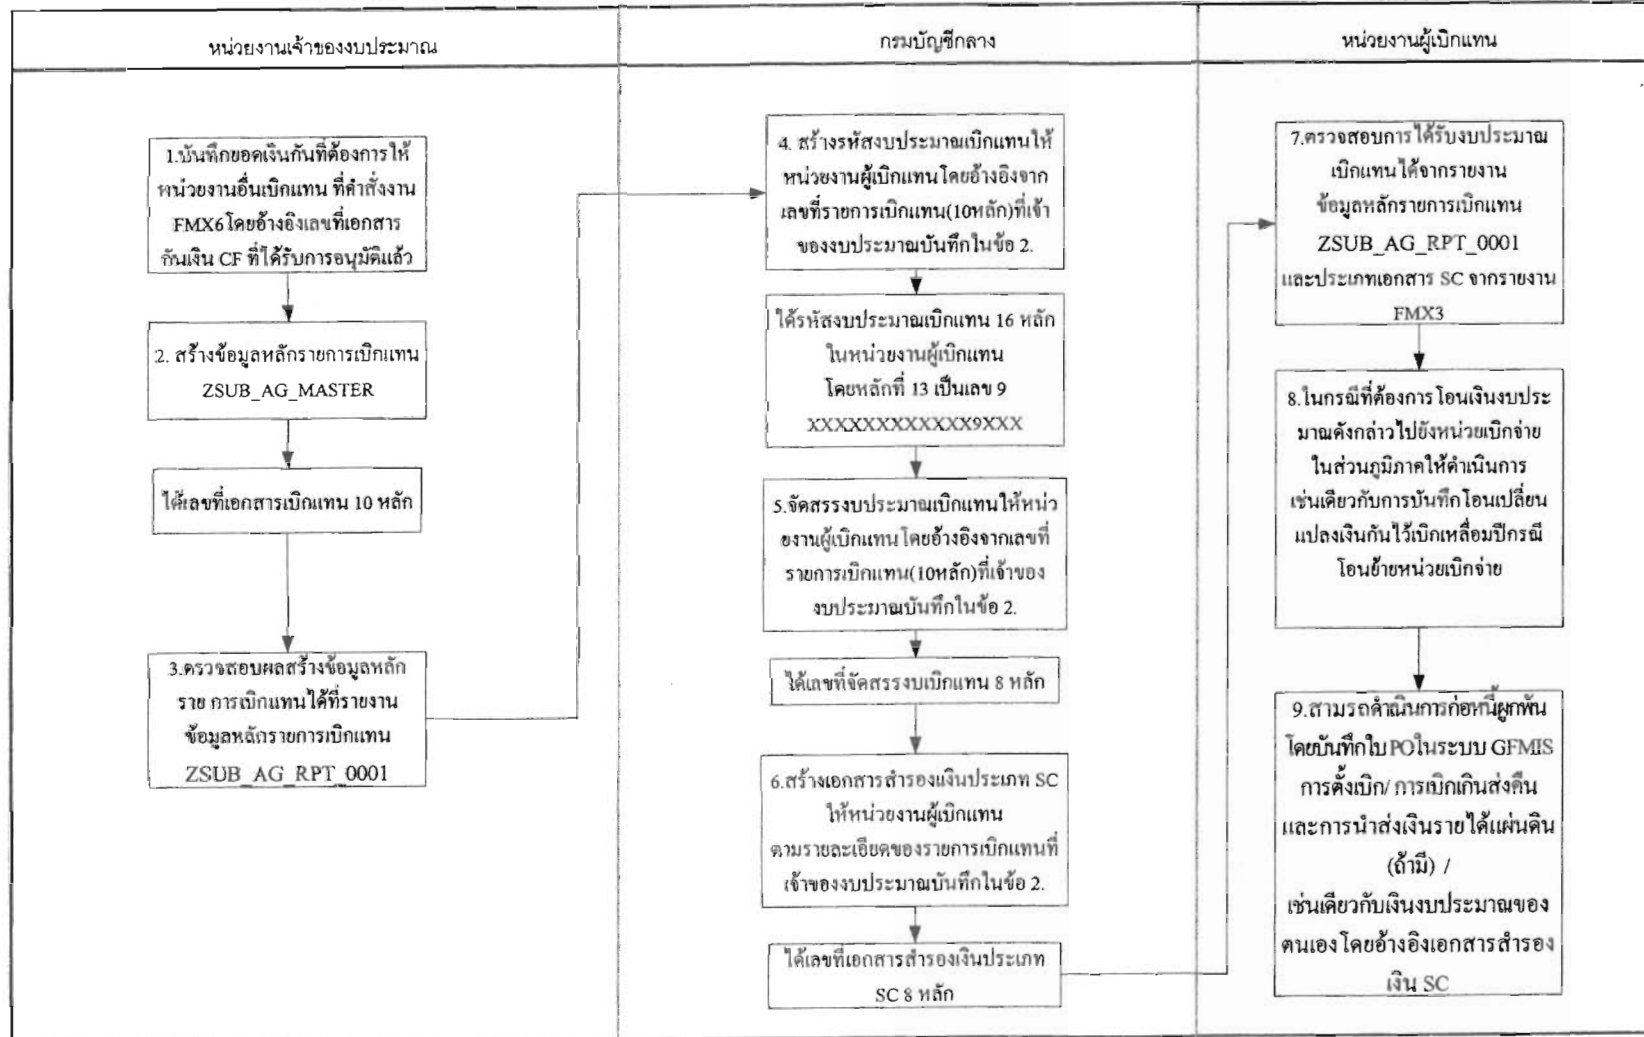 หน่วยงานเจ้าของงบประมาณ
กรมบัญชีกลาง
หน่วยงานผู้เบิกแทน
1.บันทึกยอดเงินกันที่ต้องการให้
หน่วยงานอื่นเบิกแทน ที่คำสั่งงาน
FMX6โดยอ้างอิงเลขที่เอกสาร
กันเงิน CF ที่ได้รับการอนุมัติแล้ว
2. สร้างข้อมูลหลักรายการเบิกแทน
ZSUB_AG_MASTER
ได้เลขที่เอกสารเบิกแทน 10 หลัก
3.ตรวจสอบผลสร้างข้อมูลหลัก
ราย การเบิกแทนได้ที่รายงาน
ข้อมูลหลักรายการเบิกแทน
ZSUB_AG_RPT_0001
4. สร้างรหัสงบประมาณเบิกแทนให้
หน่วยงานผู้เบิกแทนโดยอ้างอิงจาก
เลขที่รายการเบิกแทน(10หลัก)ที่เจ้า
ของงบประมาณบันทึกในข้อ 2.
ได้รหัสงบประมาณเบิกแทน 16 หลัก
ในหน่วยงานผู้เบิกแทน
โดยหลักที่ 13 เป็นเลข 9
XXXXXXXXXXXX9XXX
5.จัดสรรงบประมาณเบิกแทนให้หน่ว
ยงานผู้เบิกแทนโดยอ้างอิงจากเลขที่
รายการเบิกแทน(10หลัก)ที่เจ้าของ
งบประมาณบันทึกในข้อ 2.
ได้เลขที่จัดสรรงบเบิกแทน 8 หลัก
6.สร้างเอกสารสำรองเงินประเภท SC
ให้หน่วยงานผู้เบิกแทน
ตามรายละเอียดของรายการเบิกแทนที่
เจ้าของงบประมาณบันทึกในข้อ 2.
ได้เลขที่เอกสารสำรองเงินประเภท
SC 8 หลัก
7.ตรวจสอบการได้รับงบประมาณ
เบิกแทนได้จากรายงาน
ข้อมูลหลักรายการเบิกแทน
ZSUB_AG_RPT_0001
และประเภทเอกสาร SC จากรายงาน
FMX3
8.ในกรณีที่ต้องการโอนเงินงบประ
มาณดังกล่าวไปยังหน่วยเบิกจ่าย
ในส่วนภูมิภาคให้ดำเนินการ
เช่นเดียวกับการบันทึกโอนเปลี่ยน
แปลงเงินกันไว้เบิกเหลื่อมปีกรณี
โอนย้ายหน่วยเบิกจ่าย
9.สามรถดำเนินการก่อหนี้ผูกพัน
โดยบันทึกใบ POในระบบ GFMIS
การตั้งเบิก/ การเบิกเกินส่งคืน
และการนำส่งเงินรายได้แผ่นดิน
(ถ้ามี) /
เช่นเดียวกับเงินงบประมาณของ
ตนเองโดยอ้างอิงเอกสารสำรอง
เงิน SC